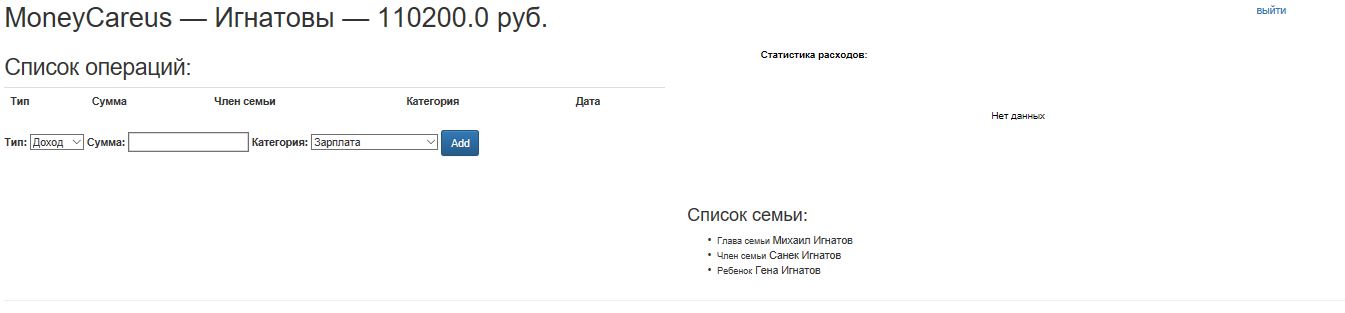 MoneyCareus — Игнатовы — 110200.0 руб.
выйти
Список операций:
Тип Сумма Член семьи Категория Дата
Тип: Доход Сумма: Категория: Зарплата Add
Статистика расходов:
Нет данных
Список семьи:
• Глава семьи Михаил Игнатов
• Член семьи Санек Игнатов
• Ребенок Гена Игнатов